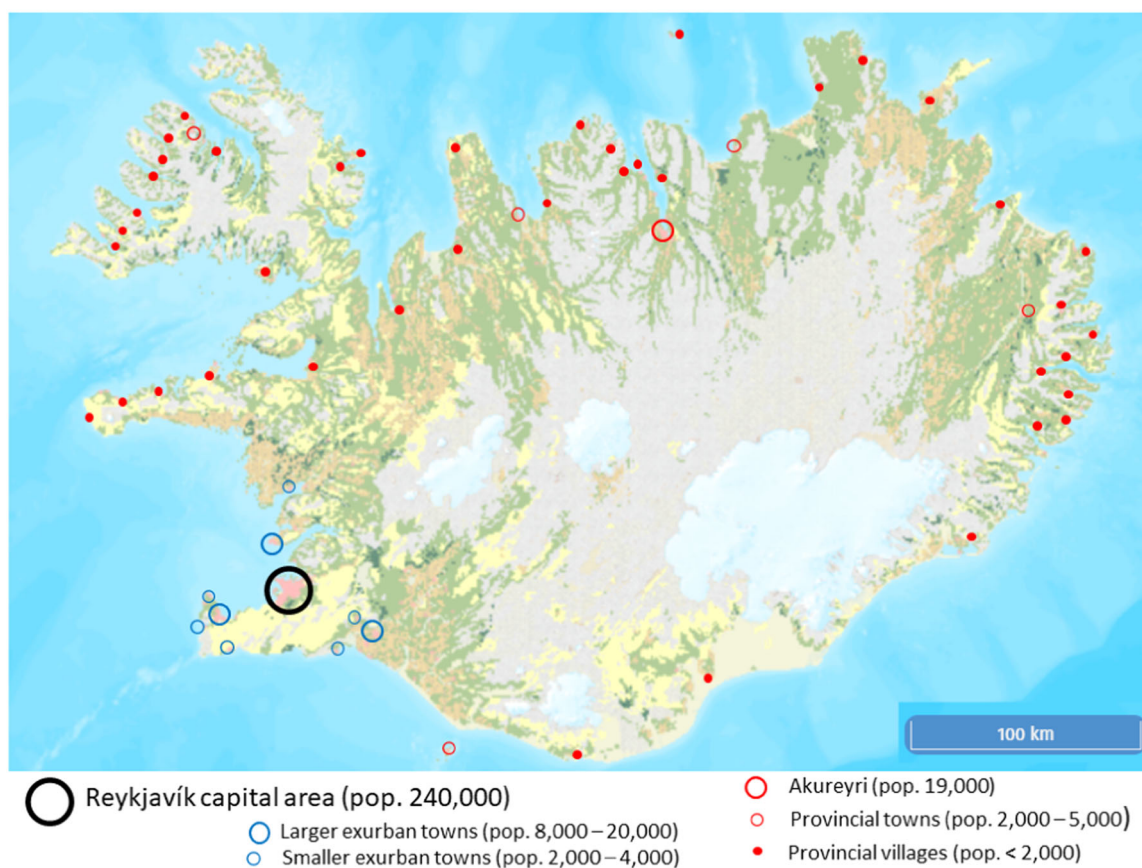 100 km
Reykjavík capital area (pop. 240,000)
Larger exurban towns (pop. 8,000–20,000)
Smaller exurban towns (pop. 2,000–4,000)
Akureyri (pop. 19,000)
Provincial towns (pop. 2,000–5,000)
Provincial villages (pop. < 2,000)